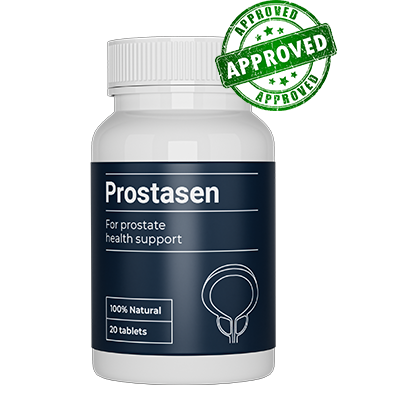 APPROVED
APPROVED
APPROVED
Prostasen
For prostate
health support
100% Natural
20 tablets